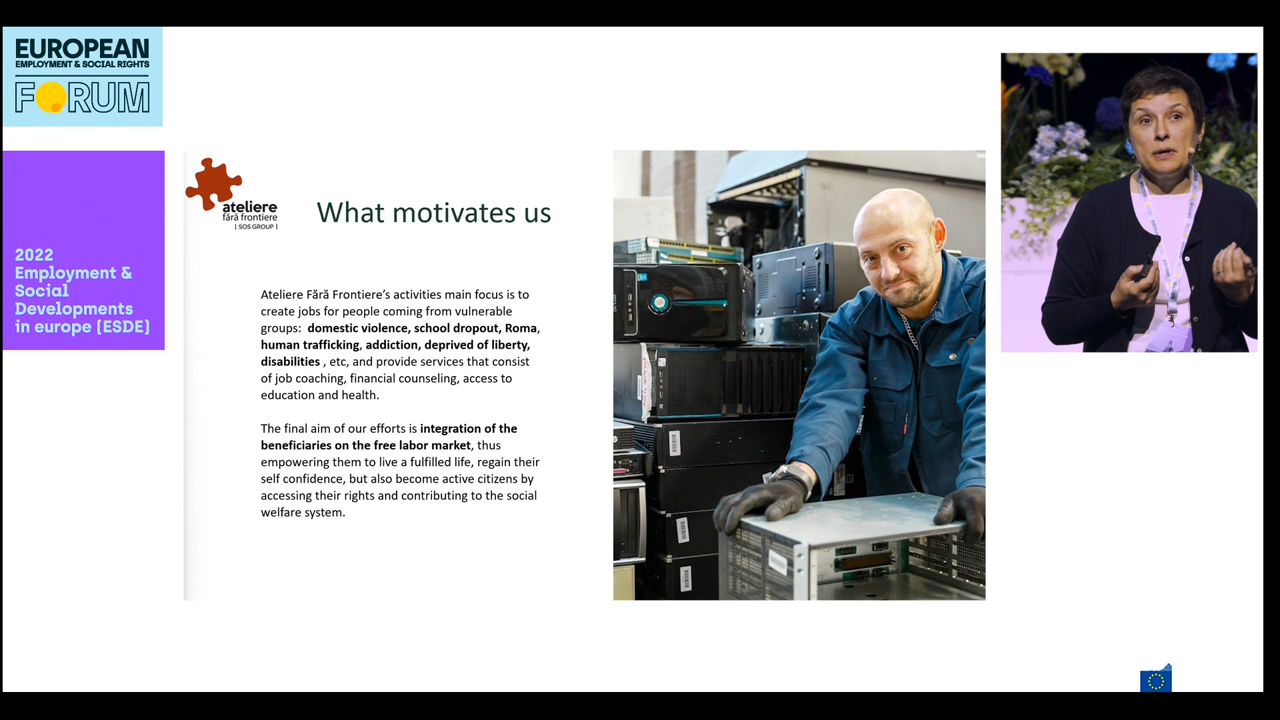 EUROPEAN
EMPLOYMENT & SOCIAL RIGHTS
FORUM
2022
Employment &
Social
Developments
in europe (ESDE)
ateliere
fără frontiere
| SOS GROUP |
What motivates us
Ateliere Fără Frontiere’s activities main focus is to
create jobs for people coming from vulnerable
groups: domestic violence, school dropout, Roma,
human trafficking, addiction, deprived of liberty,
disabilities , etc, and provide services that consist
of job coaching, financial counseling, access to
education and health.
The final aim of our efforts is integration of the
beneficiaries on the free labor market, thus
empowering them to live a fulfilled life, regain their
self confidence, but also become active citizens by
accessing their rights and contributing to the social
welfare system.